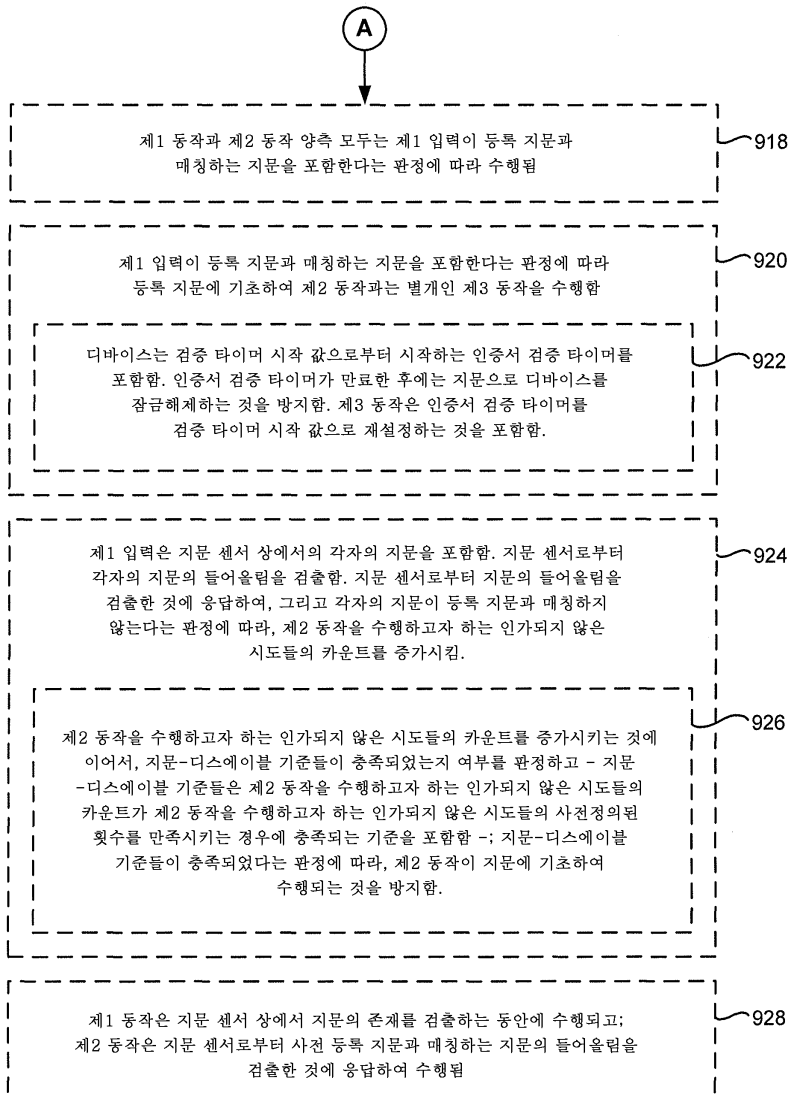 A
제1 동작과 제2 동작 양측 모두는 제1 입력이 등록 지문과
매칭하는 지문을 포함한다는 판정에 따라 수행됨
918
제1 입력이 등록 지문과 매칭하는 지문을 포함한다는 판정에 따라
등록 지문에 기초하여 제2 동작과는 별개인 제3 동작을 수행함
920
디바이스는 검증 타이머 시작 값으로부터 시작하는 인증서 검증 타이머를
포함함. 인증서 검증 타이머가 만료한 후에는 지문으로 디바이스를
잠금해제하는 것을 방지함. 제3 동작은 인증서 검증 타이머를
검증 타이머 시작 값으로 재설정하는 것을 포함함.
922
제1 입력은 지문 센서 상에서의 각자의 지문을 포함함. 지문 센서로부터
각자의 지문의 들어올림을 검출함. 지문 센서로부터 지문의 들어올림을
검출한 것에 응답하여, 그리고 각자의 지문이 등록 지문과 매칭하지
않는다는 판정에 따라, 제2 동작을 수행하고자 하는 인가되지 않은
시도들의 카운트를 증가시킴.
924
제2 동작을 수행하고자 하는 인가되지 않은 시도들의 카운트를 증가시키는 것에
이어서, 지문-디스에이블 기준들이 충족되었는지 여부를 판정하고 - 지문
-디스에이블 기준들은 제2 동작을 수행하고자 하는 인가되지 않은 시도들의
카운트가 제2 동작을 수행하고자 하는 인가되지 않은 시도들의 사전정의된
횟수를 만족시키는 경우에 충족되는 기준을 포함함 -; 지문-디스에이블
기준들이 충족되었다는 판정에 따라, 제2 동작이 지문에 기초하여
수행되는 것을 방지함.
926
제1 동작은 지문 센서 상에서 지문의 존재를 검출하는 동안에 수행되고;
제2 동작은 지문 센서로부터 사전 등록 지문과 매칭하는 지문의 들어올림을
검출한 것에 응답하여 수행됨
928